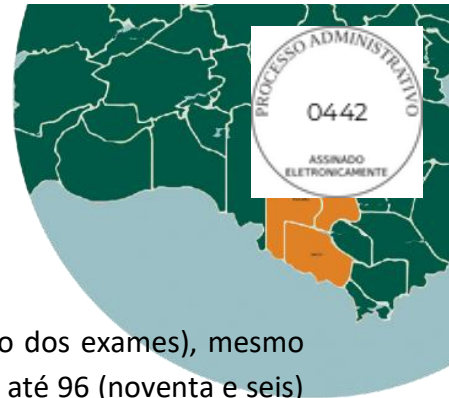 PROCESSO ADMINISTRATIVO
0442
ASSINADO
ELETRONICAMENTE
o dos exames), mesmo
até 96 (noventa e seis)